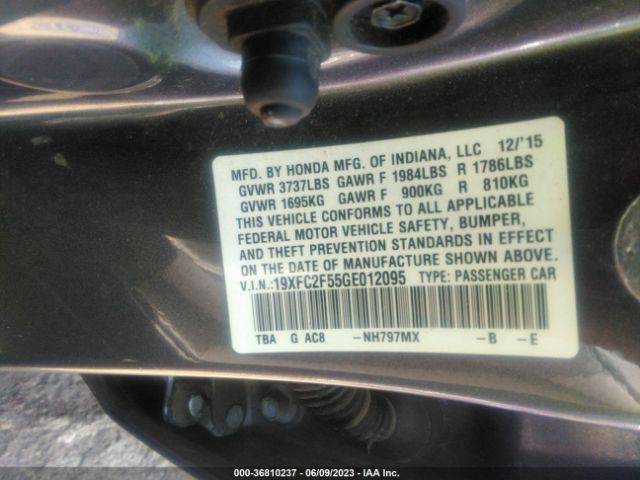 MFD. BY HONDA MFG. OF INDIANA, LLC 12/'15
GVWR 3737LBS GAWR F 1984LBS R 1786LBS
GVWR 1695KG GAWR F 900KG R 810KG
THIS VEHICLE CONFORMS TO ALL APPLICABLE
FEDERAL MOTOR VEHICLE SAFETY, BUMPER,
AND THEFT PREVENTION STANDARDS IN EFFECT
ON THE DATE OF MANUFACTURE SHOWN ABOVE.
V.I.N.:19XFC2F55GE012095 TYPE: PASSENGER CAR
TBA G AC8 -NH797MX -B -E
000-36810237 - 06/09/2023 - IAA Inc.